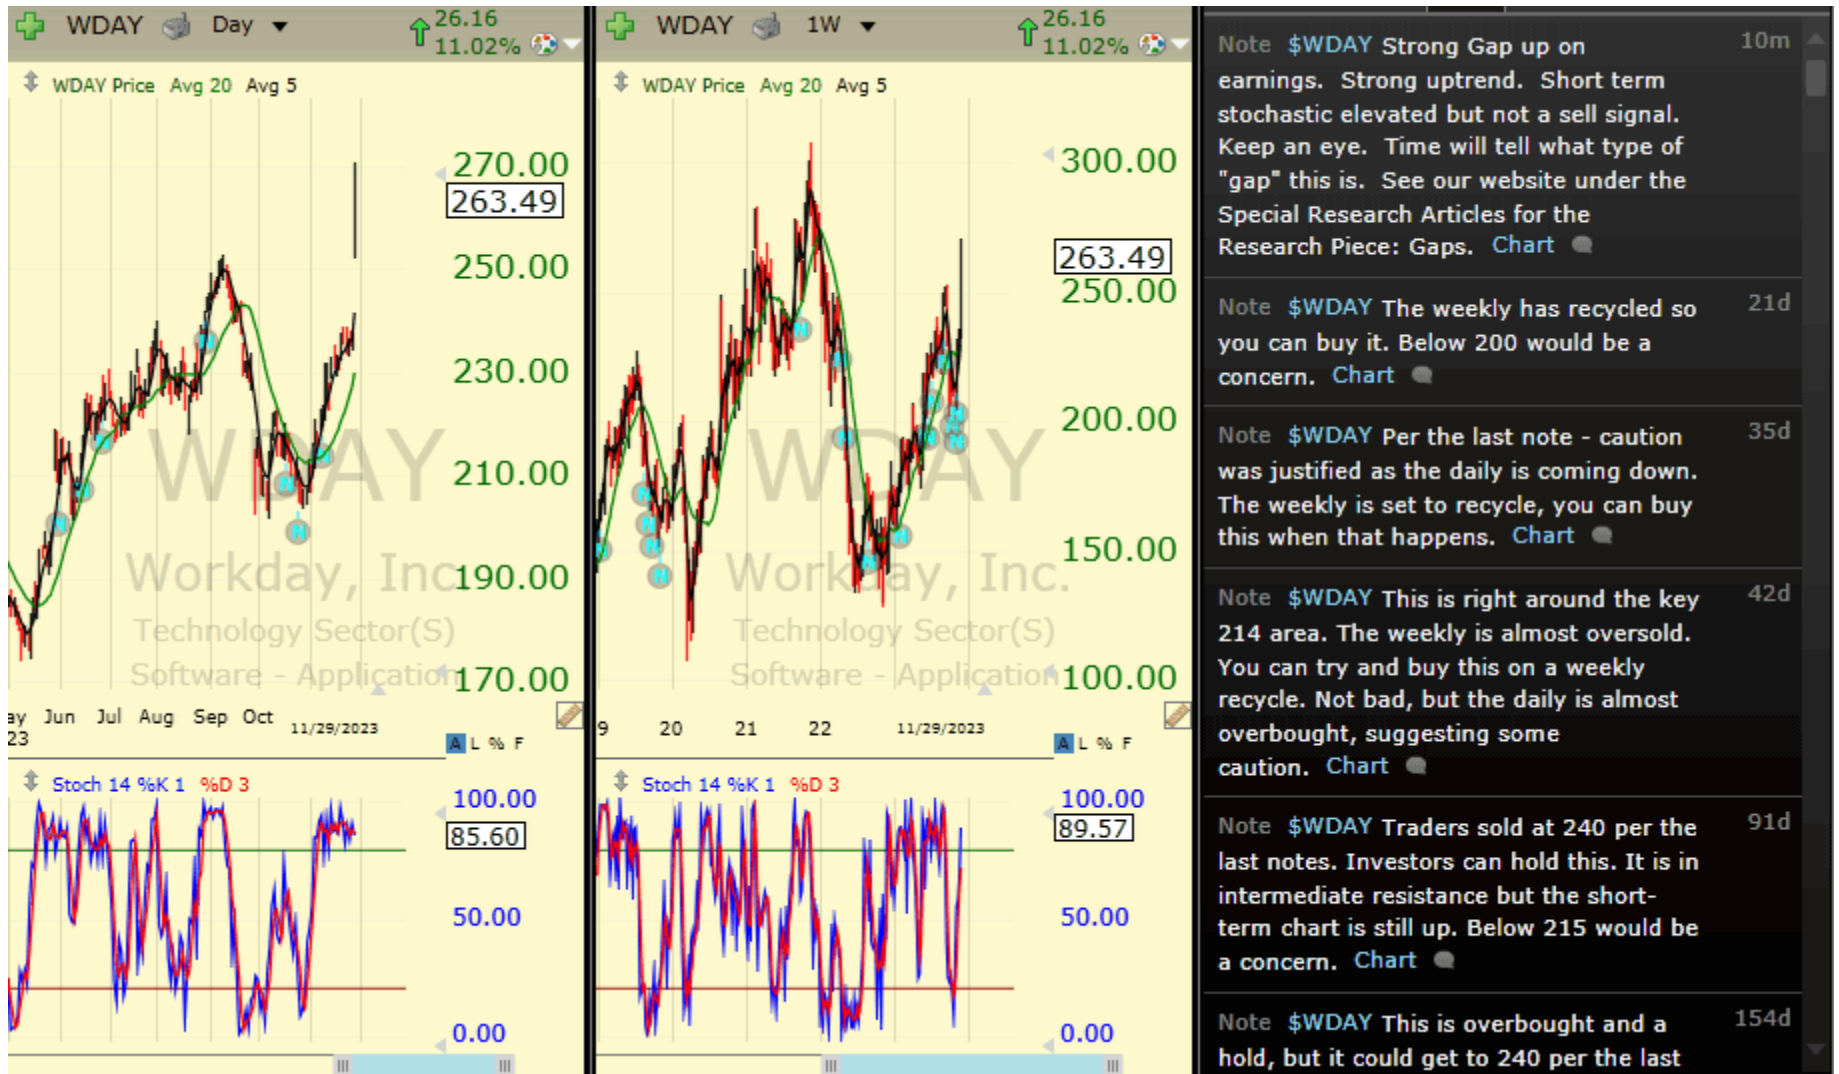 WDAY Day 26.16
11.02%
WDAY Price Avg 20 Avg 5
270.00
263.49
250.00
230.00
WDAY
210.00
Workday, Inc.
190.00
Technology Sector(S)
Software - Application
170.00
ay Jun Jul Aug Sep Oct 11/29/2023
23
A L % F
Stoch 14 %K 1 %D 3
100.00
85.60
50.00
0.00
WDAY 1W 26.16
11.02%
WDAY Price Avg 20 Avg 5
300.00
263.49
250.00
200.00
WDAY
150.00
Workday, Inc.
Technology Sector(S)
Software - Application
100.00
9 20 21 22 11/29/2023
A L % F
Stoch 14 %K 1 %D 3
100.00
89.57
50.00
0.00
Note $WDAY Strong Gap up on 10m
earnings. Strong uptrend. Short term
stochastic elevated but not a sell signal.
Keep an eye. Time will tell what type of
"gap" this is. See our website under the
Special Research Articles for the
Research Piece: Gaps. Chart
Note $WDAY The weekly has recycled so 21d
you can buy it. Below 200 would be a
concern. Chart
Note $WDAY Per the last note - caution 35d
was justified as the daily is coming down.
The weekly is set to recycle, you can buy
this when that happens. Chart
Note $WDAY This is right around the key 42d
214 area. The weekly is almost oversold.
You can try and buy this on a weekly
recycle. Not bad, but the daily is almost
overbought, suggesting some
caution. Chart
Note $WDAY Traders sold at 240 per the 91d
last notes. Investors can hold this. It is in
intermediate resistance but the short-
term chart is still up. Below 215 would be
a concern. Chart
Note $WDAY This is overbought and a 154d
hold, but it could get to 240 per the last